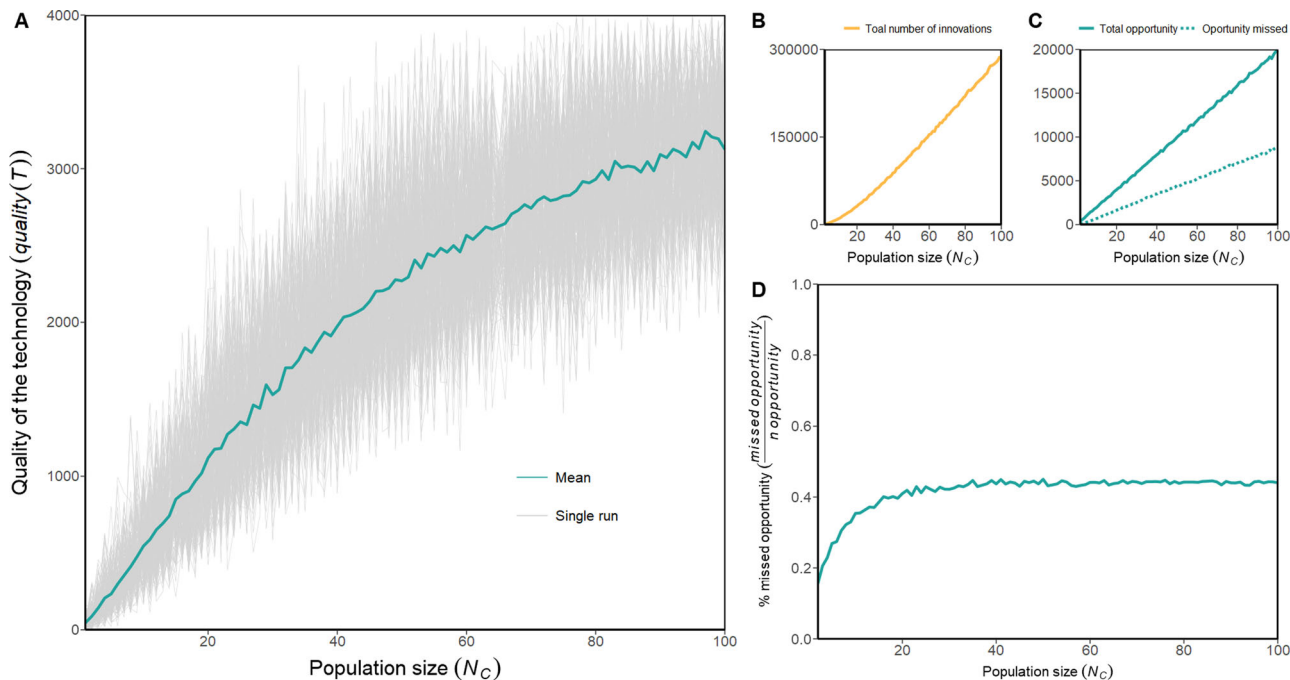 A
Quality of the technology (quality(T))
4000
3000
2000
1000
0
20
40
60
80
100
Population size (N_C)
Mean
Single run
B
Toal number of innovations
300000
150000
0
20
40
60
80
100
Population size (N_C)
C
Total opportunity
Oportunity missed
20000
15000
10000
5000
0
20
40
60
80
100
Population size (N_C)
D
% missed opportunity (missed opportunity / n opportunity)
1.0
0.8
0.6
0.4
0.2
0.0
20
40
60
80
100
Population size (N_C)